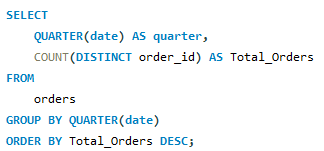 SELECT
    QUARTER(date) AS quarter,
    COUNT(DISTINCT order_id) AS Total_Orders
FROM
    orders
GROUP BY QUARTER(date)
ORDER BY Total_Orders DESC;